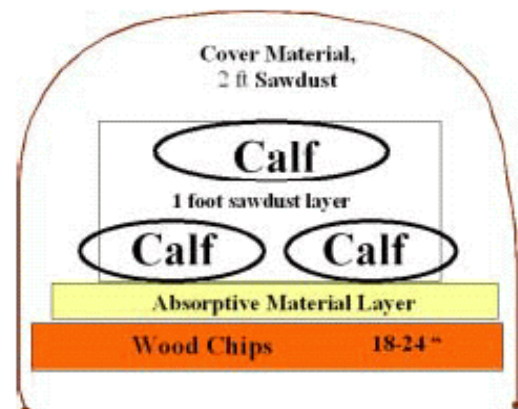 Cover Material,
2 ft Sawdust
Calf
1 foot sawdust layer
Calf Calf
Absorptive Material Layer
Wood Chips 18-24 "